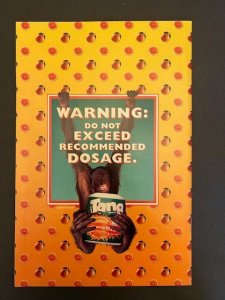 WARNING:
DO NOT
EXCEED
RECOMMENDED
DOSAGE.
Tang